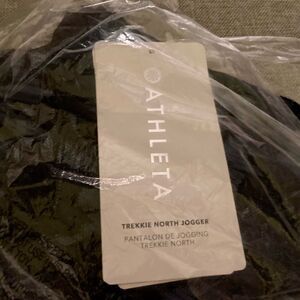 ATHLETA
TREKKIE NORTH JOGGER
PANTALON DE JOGGING
TREKKIE NORTH